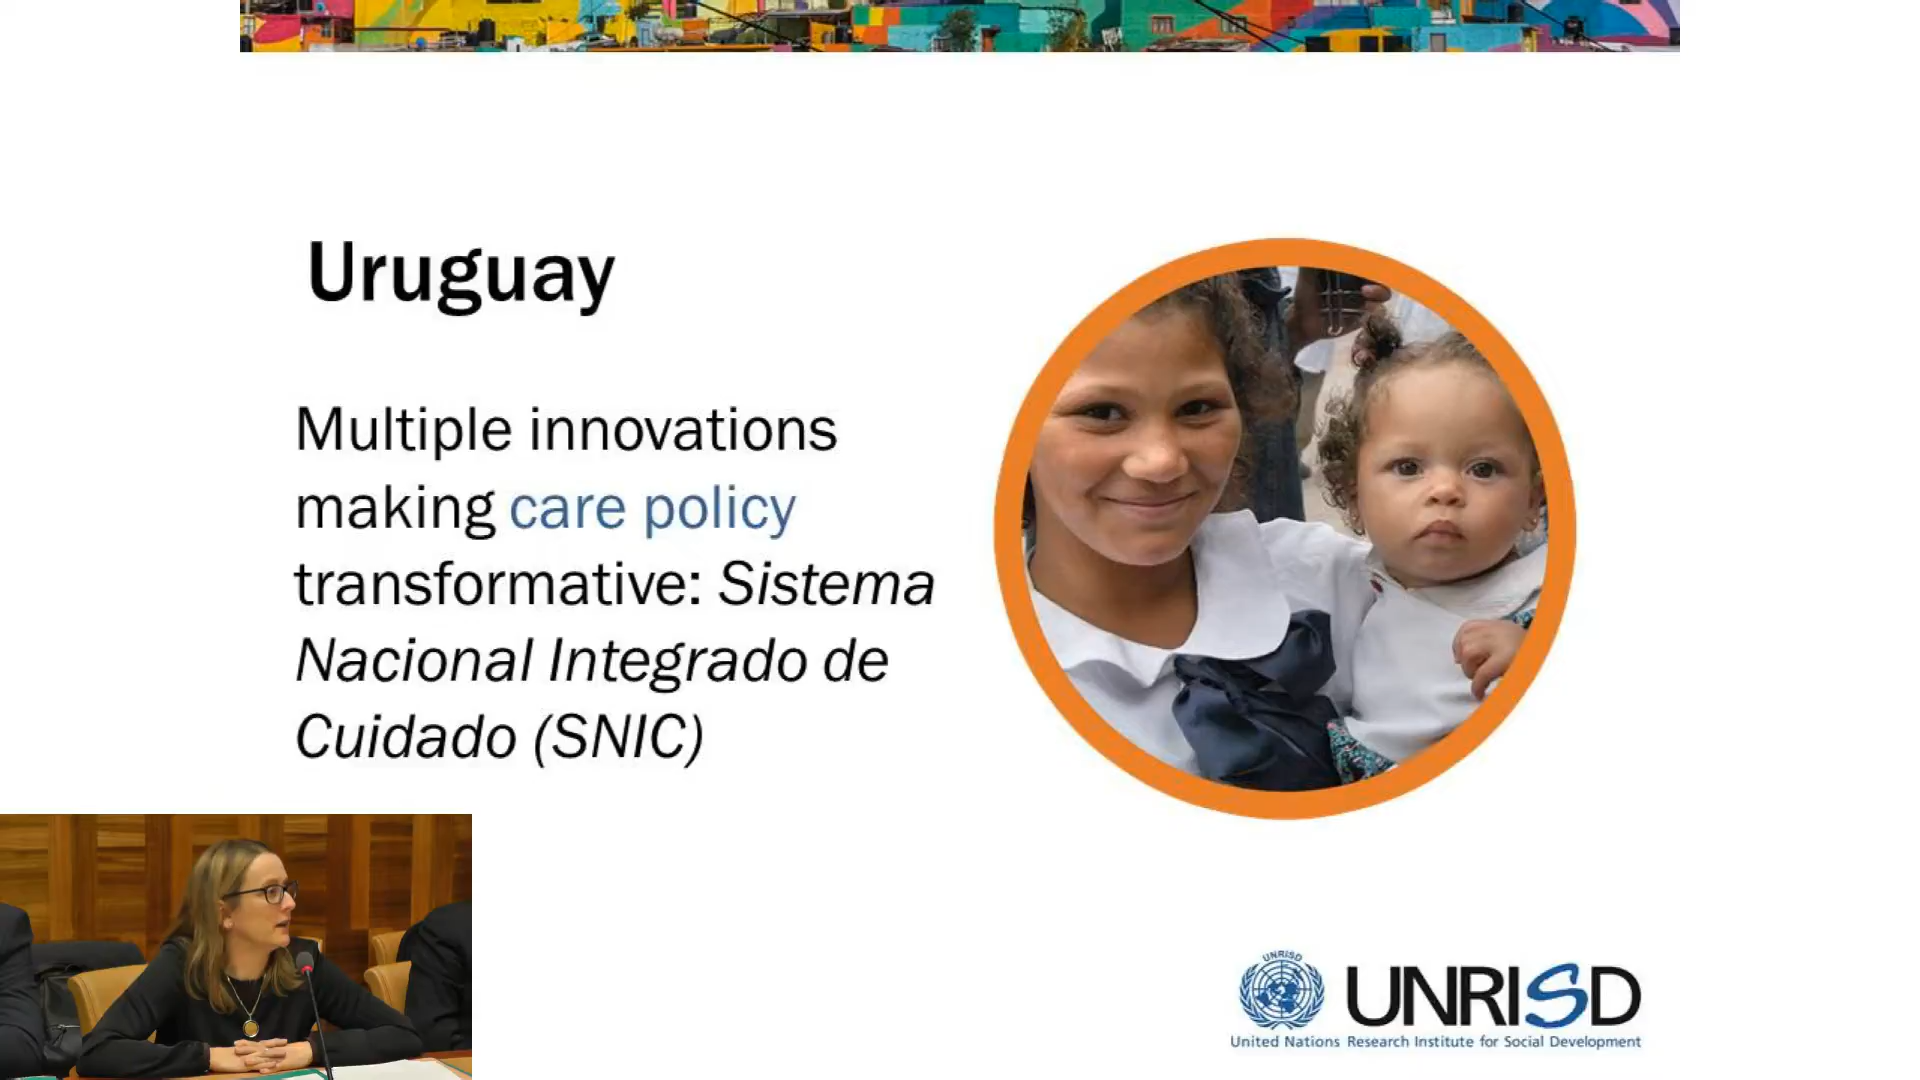 Uruguay
Multiple innovations
making care policy
transformative: Sistema
Nacional Integrado de
Cuidado (SNIC)
UNRISD
UNRISD
United Nations Research Institute for Social Development